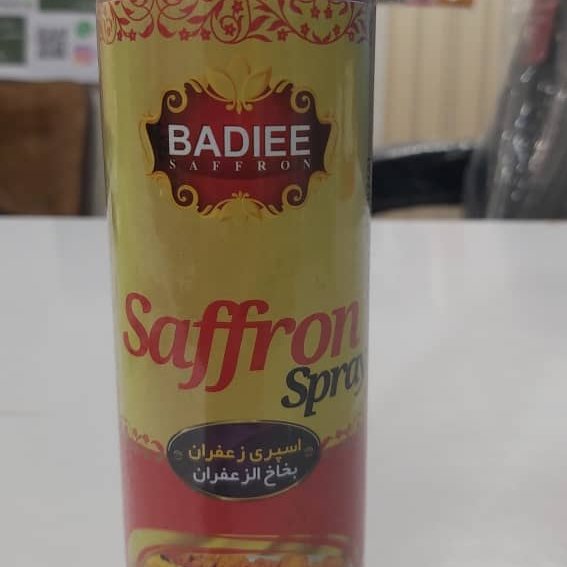 BADIEE
SAFFRON
Saffron
Spray
اسپری زعفران
بخاخ الزعفران